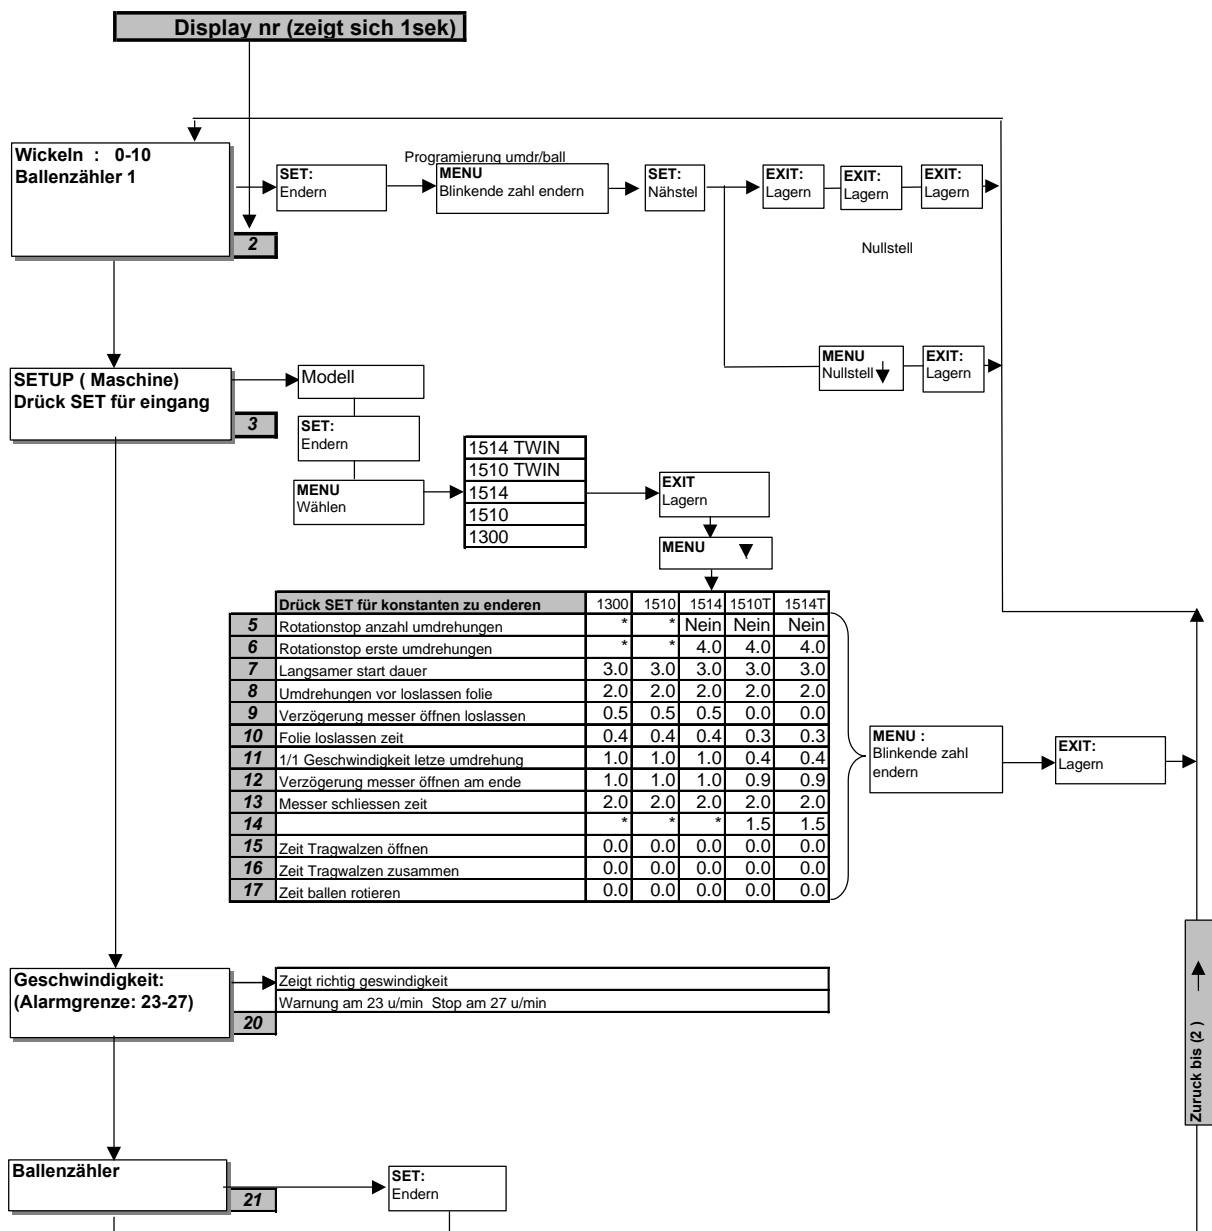 Display nr (zeigt sich 1sek)
Wickeln : 0-10
Ballenzähler 1
2
SET:
Endern
Programierung umdr/ball
MENU
Blinkende zahl endern
SET:
Nähstel
EXIT:
Lagern
EXIT:
Lagern
EXIT:
Lagern
Nullstell
MENU
Nullstell
EXIT:
Lagern
SETUP ( Maschine)
Drück SET für eingang
3
Modell
SET:
Endern
MENU
Wählen
1514 TWIN
1510 TWIN
1514
1510
1300
EXIT
Lagern
MENU
Drück SET für konstanten zu enderen 1300 1510 1514 1510T 1514T
5 Rotationstop anzahl umdrehungen * * Nein Nein Nein
6 Rotationstop erste umdrehungen * * 4.0 4.0 4.0
7 Langsamer start dauer 3.0 3.0 3.0 3.0 3.0
8 Umdrehungen vor loslassen folie 2.0 2.0 2.0 2.0 2.0
9 Verzögerung messer öffnen loslassen 0.5 0.5 0.5 0.0 0.0
10 Folie loslassen zeit 0.4 0.4 0.4 0.3 0.3
11 1/1 Geschwindigkeit letze umdrehung 1.0 1.0 1.0 0.4 0.4
12 Verzögerung messer öffnen am ende 1.0 1.0 1.0 0.9 0.9
13 Messer schliessen zeit 2.0 2.0 2.0 2.0 2.0
14 * * * 1.5 1.5
15 Zeit Tragwalzen öffnen 0.0 0.0 0.0 0.0 0.0
16 Zeit Tragwalzen zusammen 0.0 0.0 0.0 0.0 0.0
17 Zeit ballen rotieren 0.0 0.0 0.0 0.0 0.0
MENU :
Blinkende zahl
endern
EXIT:
Lagern
Geschwindigkeit:
(Alarmgrenze: 23-27)
20
Zeigt richtig geswindigkeit
Warnung am 23 u/min Stop am 27 u/min
Zuruck bis (2 )
Ballenzähler
21
SET:
Endern